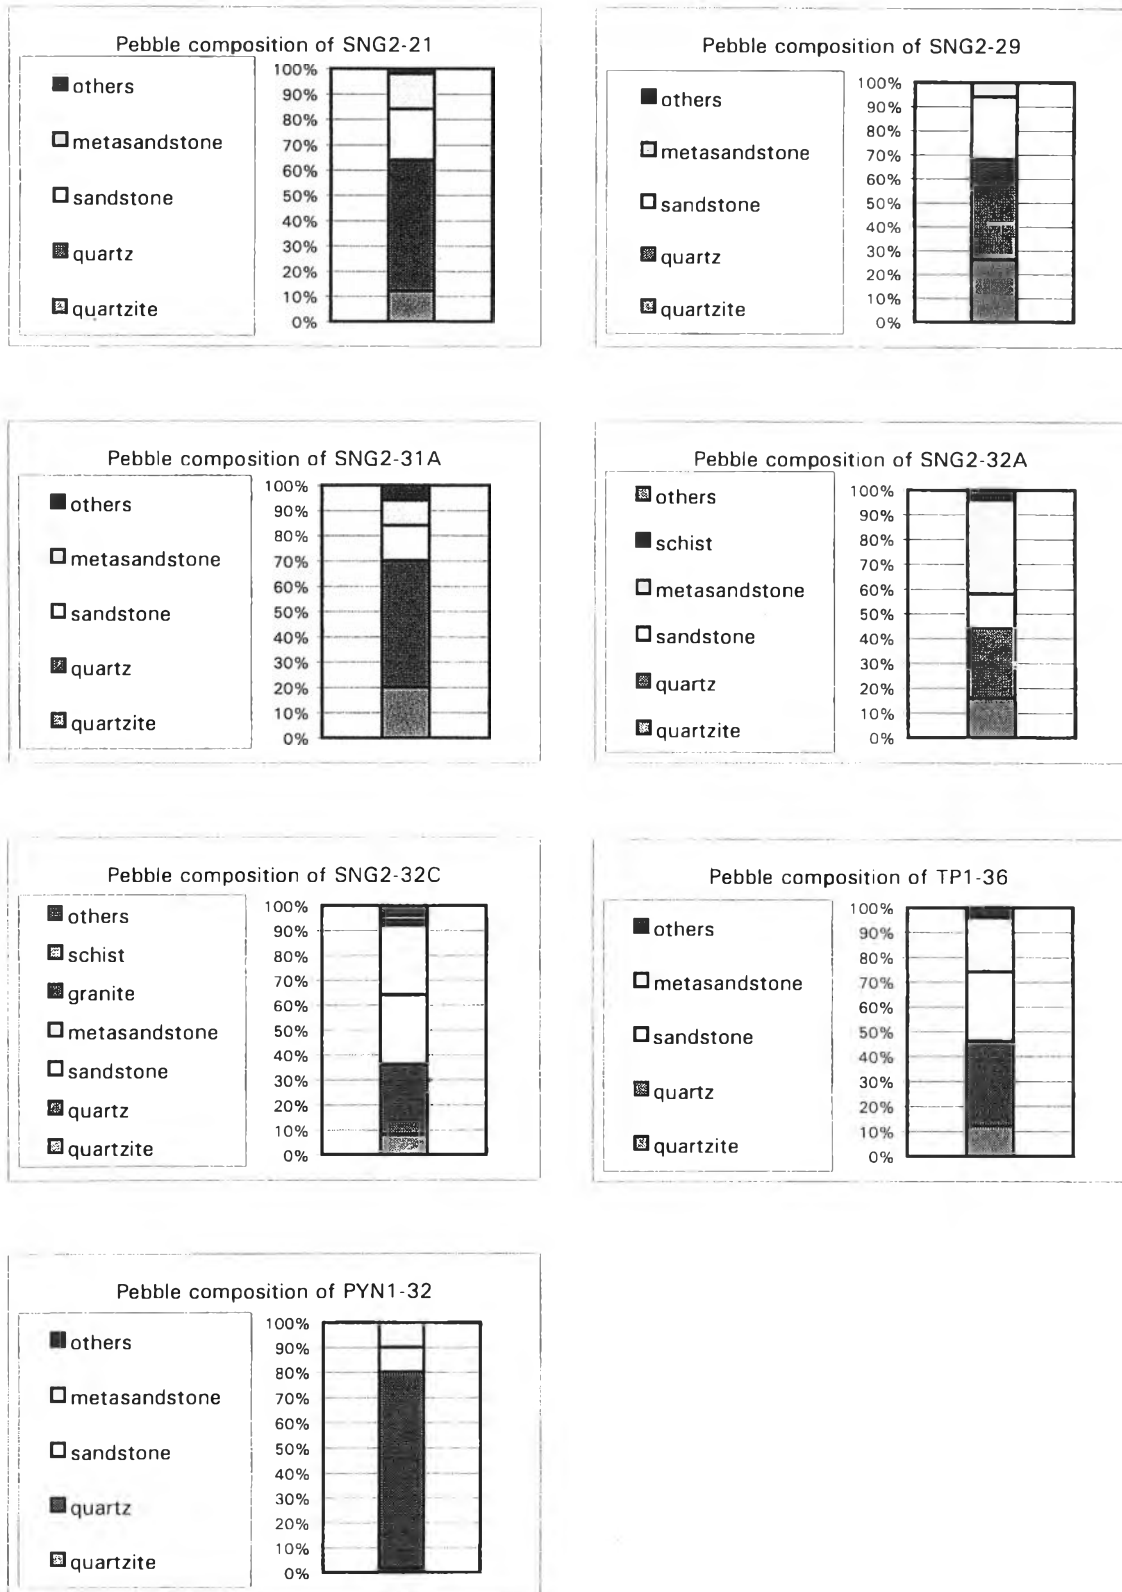 Pebble composition of SNG2-21
others
metasandstone
sandstone
quartz
quartzite
100%
90%
80%
70%
60%
50%
40%
30%
20%
10%
0%
Pebble composition of SNG2-29
others
metasandstone
sandstone
quartz
quartzite
100%
90%
80%
70%
60%
50%
40%
30%
20%
10%
0%
Pebble composition of SNG2-31A
others
metasandstone
sandstone
quartz
quartzite
100%
90%
80%
70%
60%
50%
40%
30%
20%
10%
0%
Pebble composition of SNG2-32A
others
schist
metasandstone
sandstone
quartz
quartzite
100%
90%
80%
70%
60%
50%
40%
30%
20%
10%
0%
Pebble composition of SNG2-32C
others
schist
granite
metasandstone
sandstone
quartz
quartzite
100%
90%
80%
70%
60%
50%
40%
30%
20%
10%
0%
Pebble composition of TP1-36
others
metasandstone
sandstone
quartz
quartzite
100%
90%
80%
70%
60%
50%
40%
30%
20%
10%
0%
Pebble composition of PYN1-32
others
metasandstone
sandstone
quartz
quartzite
100%
90%
80%
70%
60%
50%
40%
30%
20%
10%
0%